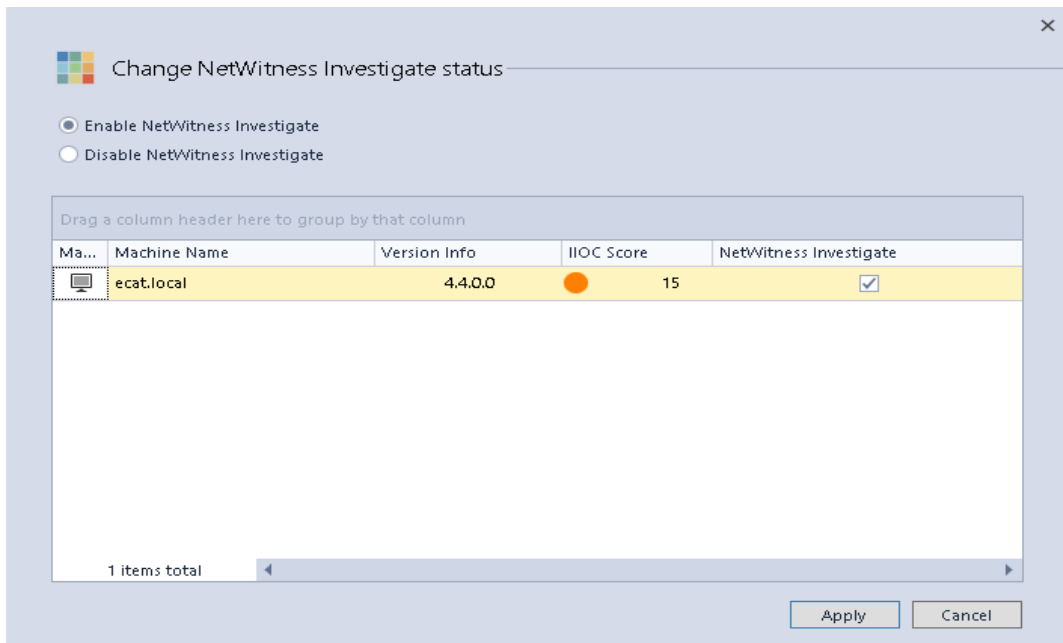 Change NetWitness Investigate status
Enable NetWitness Investigate
Disable NetWitness Investigate
Drag a column header here to group by that column
Ma... Machine Name Version Info IIOC Score NetWitness Investigate
ecat.local 4.4.0.0 15
1 items total
Apply Cancel